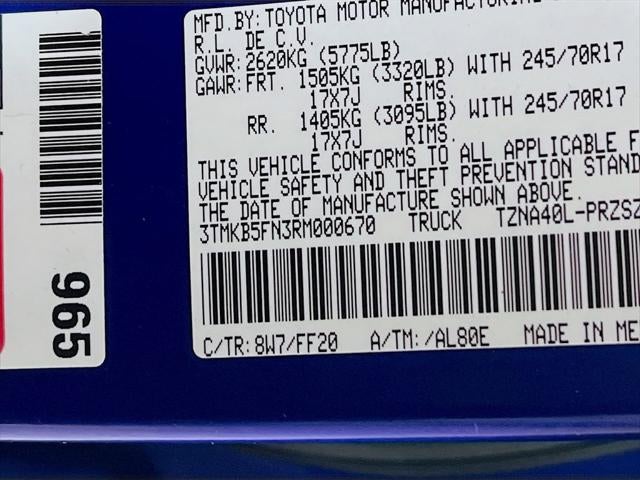 MFD.BY:TOYOTA MOTOR MANUFACTURING
R.L. DE C.V.
GVWR:2620KG (5775LB)
GAWR:FRT. 1505KG (3320LB) WITH 245/70R17
17X7J RIMS.
RR. 1405KG (3095LB) WITH 245/70R17
17X7J RIMS.
THIS VEHICLE CONFORMS TO ALL APPLICABLE F
VEHICLE SAFETY AND THEFT PREVENTION STAND
THE DATE OF MANUFACTURE SHOWN ABOVE.
3TMKB5FN3RM000670 TRUCK TZNA40L-PRZSZ
C/TR:8W7/FF20 A/TM:/AL80E MADE IN ME
965